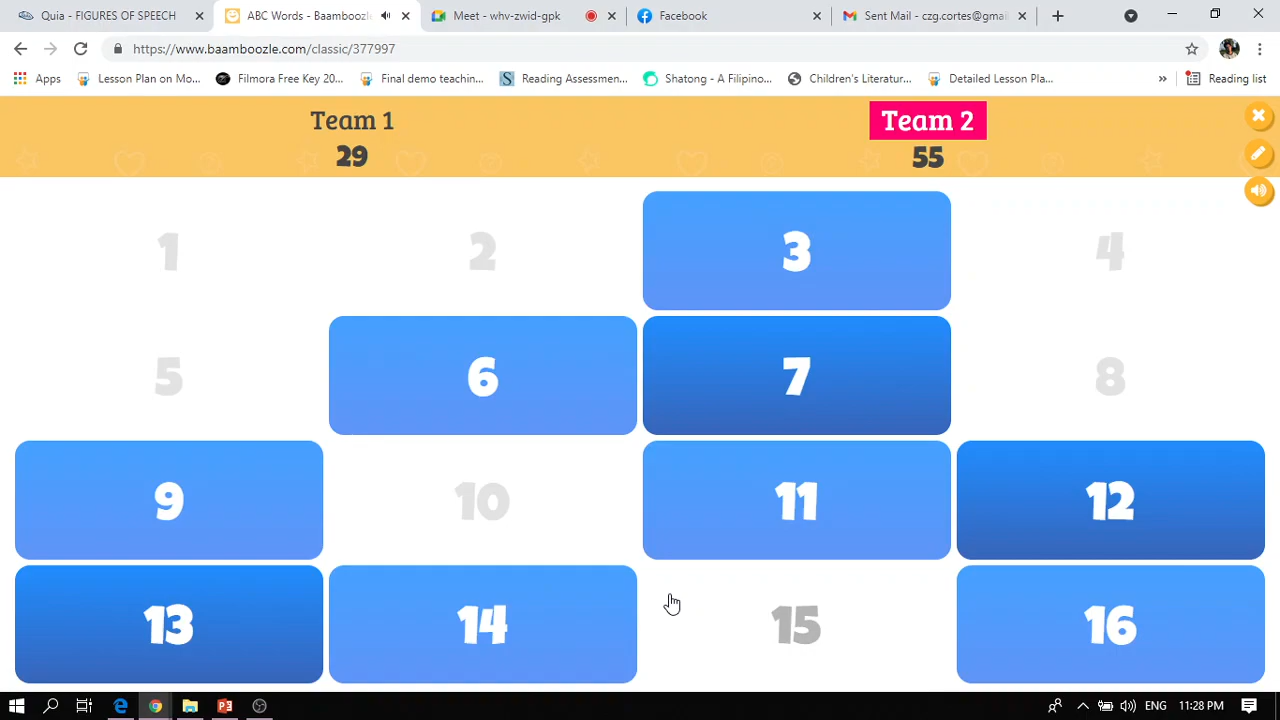 Quia - FIGURES OF SPEECH
ABC Words - Baamboozle
Meet - whv-zwid-gpk
Facebook
Sent Mail - czg.cortes@gmai
https://www.baamboozle.com/classic/377997
Apps
Lesson Plan on Mo...
Filmora Free Key 20...
Final demo teachin...
Reading Assessmen...
Shatong - A Filipino...
Children's Literatur...
Detailed Lesson Pla...
»
Reading list
Team 1
Team 2
29
55
1
2
3
4
5
6
7
8
9
10
11
12
13
14
15
16
ENG
11:28 PM